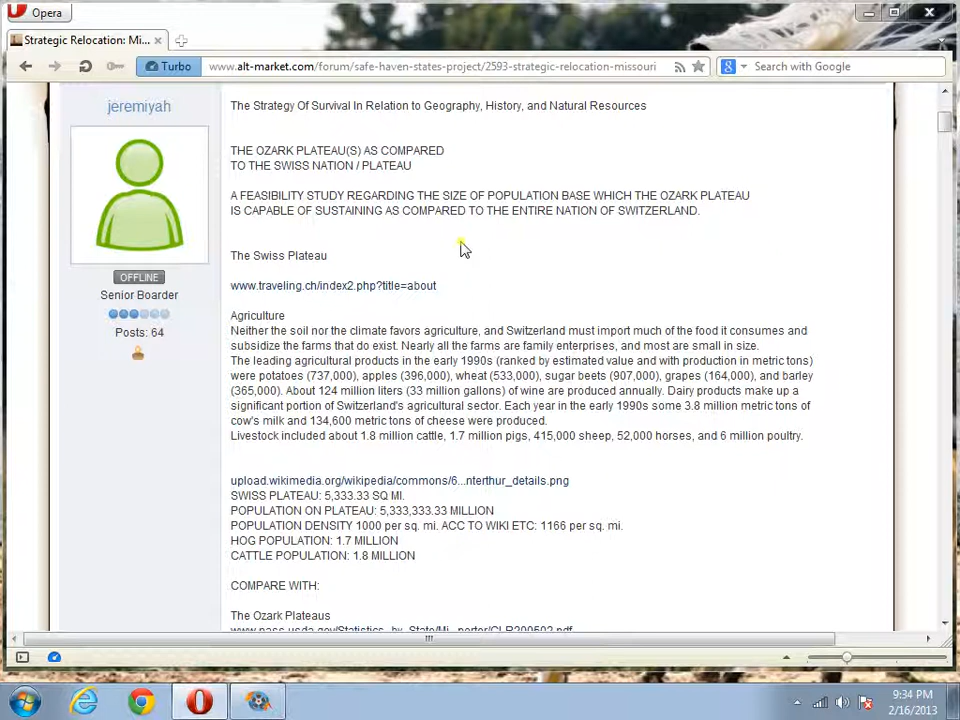 Opera
Strategic Relocation: Mi...
Turbo
www.alt-market.com/forum/safe-haven-states-project/2593-strategic-relocation-missouri
Search with Google
jeremiyah
The Strategy Of Survival In Relation to Geography, History, and Natural Resources
THE OZARK PLATEAU(S) AS COMPARED
TO THE SWISS NATION / PLATEAU
A FEASIBILITY STUDY REGARDING THE SIZE OF POPULATION BASE WHICH THE OZARK PLATEAU
IS CAPABLE OF SUSTAINING AS COMPARED TO THE ENTIRE NATION OF SWITZERLAND.
The Swiss Plateau
OFFLINE
Senior Boarder
Posts: 64
www.traveling.ch/index2.php?title=about
Agriculture
Neither the soil nor the climate favors agriculture, and Switzerland must import much of the food it consumes and
subsidize the farms that do exist. Nearly all the farms are family enterprises, and most are small in size.
The leading agricultural products in the early 1990s (ranked by estimated value and with production in metric tons)
were potatoes (737,000), apples (396,000), wheat (533,000), sugar beets (907,000), grapes (164,000), and barley
(365,000). About 124 million liters (33 million gallons) of wine are produced annually. Dairy products make up a
significant portion of Switzerland's agricultural sector. Each year in the early 1990s some 3.8 million metric tons of
cow's milk and 134,600 metric tons of cheese were produced.
Livestock included about 1.8 million cattle, 1.7 million pigs, 415,000 sheep, 52,000 horses, and 6 million poultry.
upload.wikimedia.org/wikipedia/commons/6...nterthur_details.png
SWISS PLATEAU: 5,333.33 SQ MI.
POPULATION ON PLATEAU: 5,333,333.33 MILLION
POPULATION DENSITY 1000 per sq. mi. ACC TO WIKI ETC: 1166 per sq. mi.
HOG POPULATION: 1.7 MILLION
CATTLE POPULATION: 1.8 MILLION
COMPARE WITH:
The Ozark Plateaus
www.nass.usda.gov/Statistics_by_State/Mi...porter/CLR200502.pdf
9:34 PM
2/16/2013